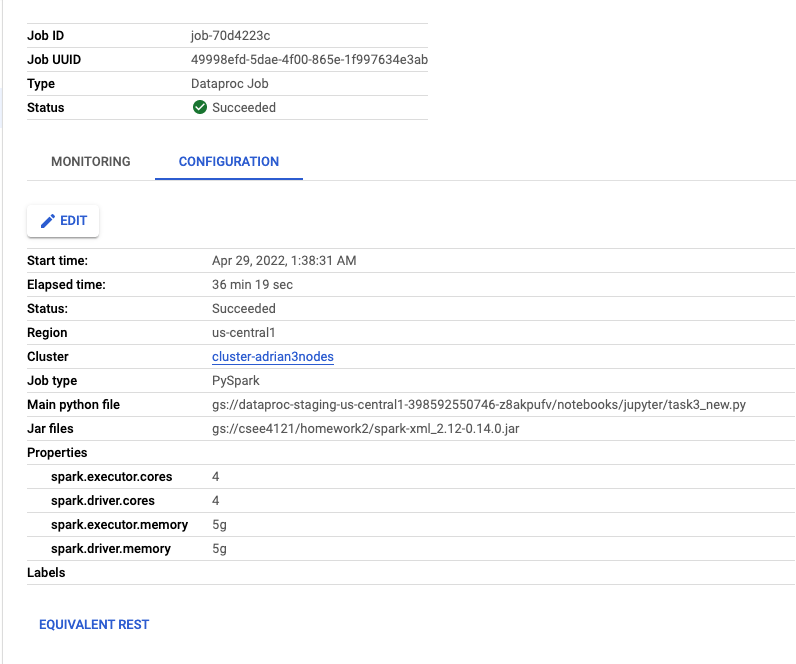 Job ID job-70d4223c
Job UUID 49998efd-5dae-4f00-865e-1f997634e3ab
Type Dataproc Job
Status Succeeded
MONITORING CONFIGURATION
EDIT
Start time: Apr 29, 2022, 1:38:31 AM
Elapsed time: 36 min 19 sec
Status: Succeeded
Region us-central1
Cluster cluster-adrian3nodes
Job type PySpark
Main python file gs://dataproc-staging-us-central1-398592550746-z8akpufv/notebooks/jupyter/task3_new.py
Jar files gs://csee4121/homework2/spark-xml_2.12-0.14.0.jar
Properties
spark.executor.cores 4
spark.driver.cores 4
spark.executor.memory 5g
spark.driver.memory 5g
Labels
EQUIVALENT REST